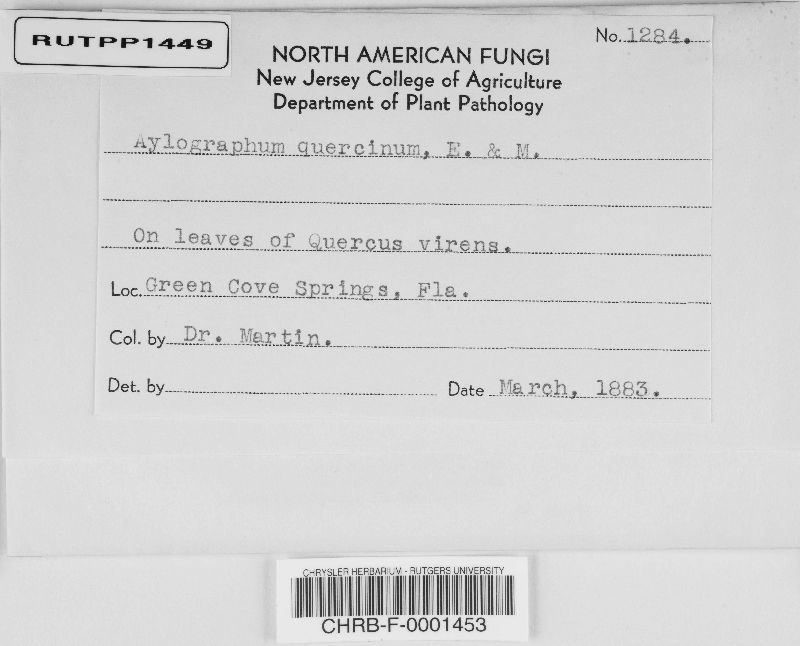 RUTPP1449
No. 1284.
NORTH AMERICAN FUNGI
New Jersey College of Agriculture
Department of Plant Pathology
Aylographum quercinum, E. & M.
On leaves of Quercus virens.
Loc. Green Cove Springs, Fla.
Col. by Dr. Martin.
Det. by
Date March, 1883.
CHRYSLER HERBARIUM - RUTGERS UNIVERSITY
CHRB-F-0001453